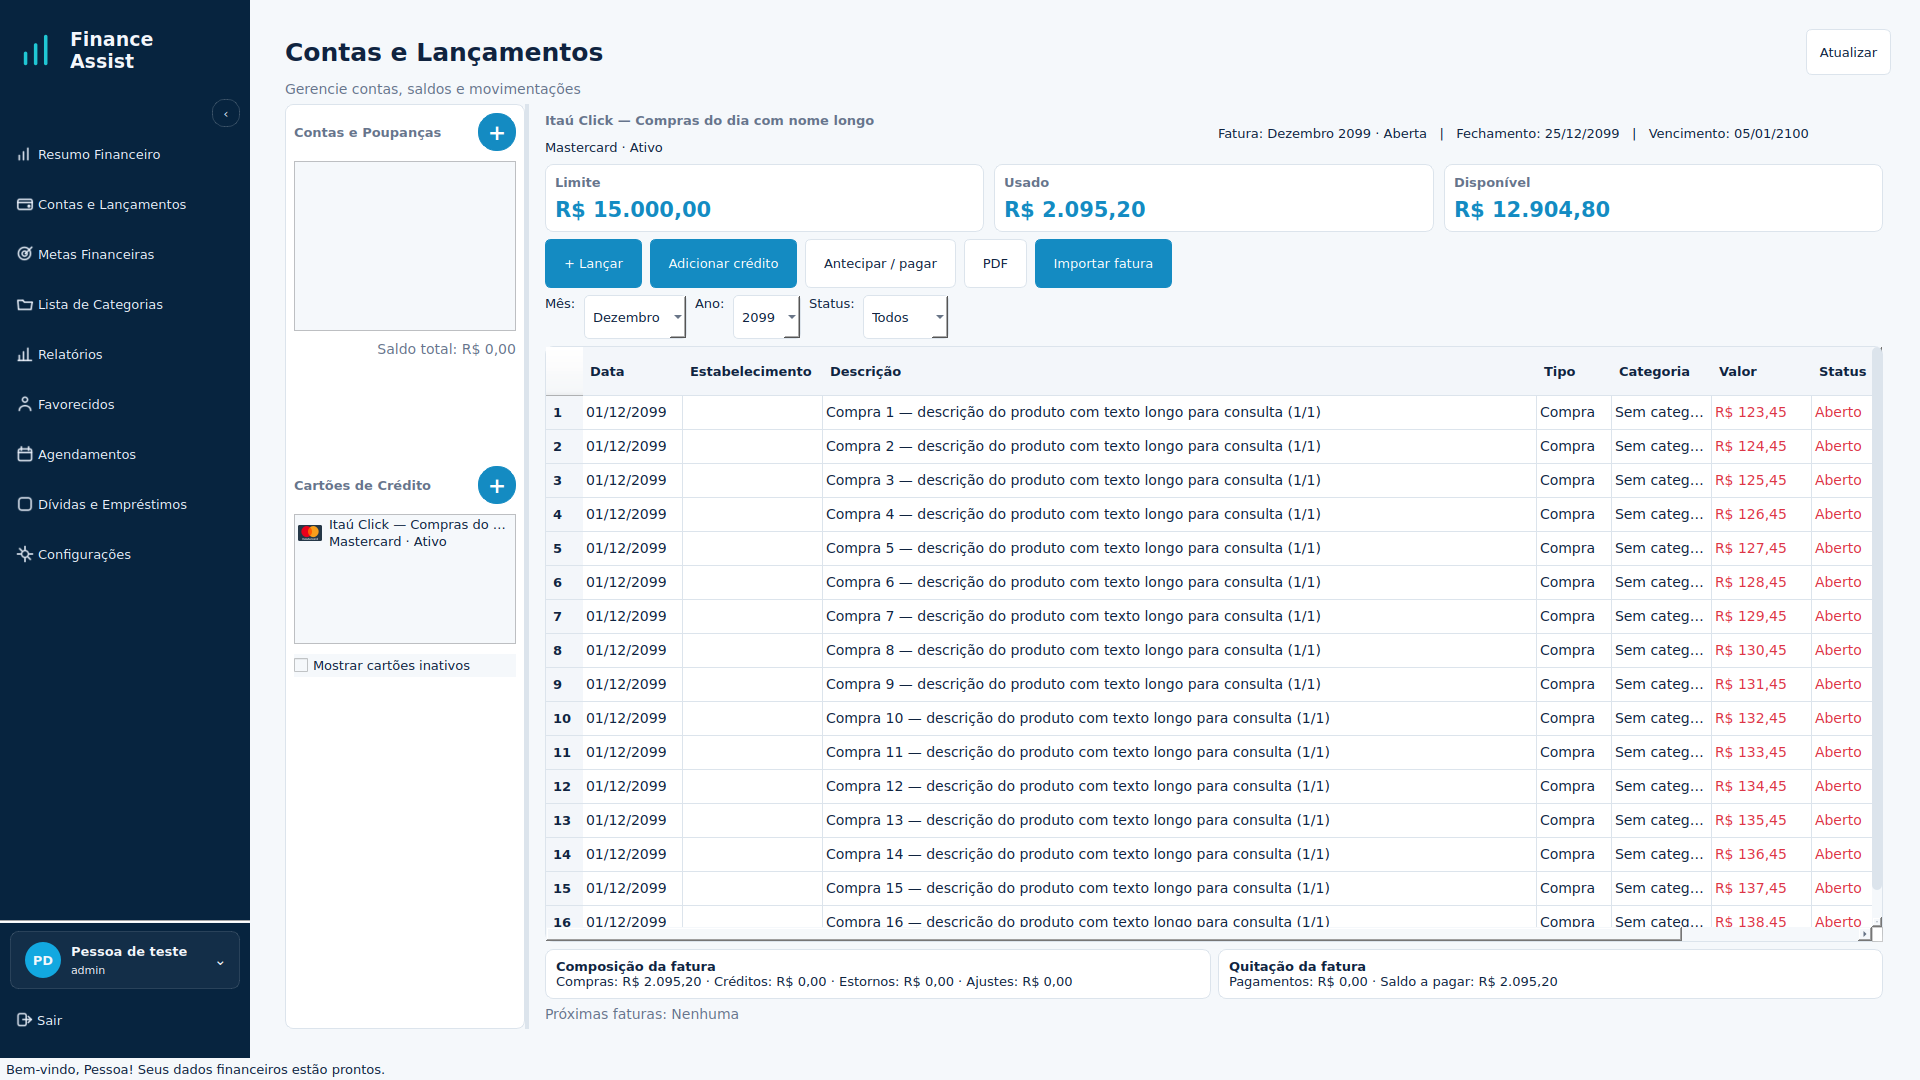 Finance
Assist
‹
Resumo Financeiro
Contas e Lançamentos
Metas Financeiras
Lista de Categorias
Relatórios
Favorecidos
Agendamentos
Dívidas e Empréstimos
Configurações
PD
Pessoa de teste
admin
Sair
Contas e Lançamentos
Atualizar
Gerencie contas, saldos e movimentações
Contas e Poupanças
+
Saldo total: R$ 0,00
Cartões de Crédito
+
Itaú Click — Compras do ...
Mastercard · Ativo
Mostrar cartões inativos
Itaú Click — Compras do dia com nome longo
Mastercard · Ativo
Fatura: Dezembro 2099 · Aberta | Fechamento: 25/12/2099 | Vencimento: 05/01/2100
Limite
R$ 15.000,00
Usado
R$ 2.095,20
Disponível
R$ 12.904,80
+ Lançar
Adicionar crédito
Antecipar / pagar
PDF
Importar fatura
Mês: Dezembro Ano: 2099 Status: Todos
Data Estabelecimento Descrição Tipo Categoria Valor Status
1 01/12/2099 Compra 1 — descrição do produto com texto longo para consulta (1/1) Compra Sem categ... R$ 123,45 Aberto
2 01/12/2099 Compra 2 — descrição do produto com texto longo para consulta (1/1) Compra Sem categ... R$ 124,45 Aberto
3 01/12/2099 Compra 3 — descrição do produto com texto longo para consulta (1/1) Compra Sem categ... R$ 125,45 Aberto
4 01/12/2099 Compra 4 — descrição do produto com texto longo para consulta (1/1) Compra Sem categ... R$ 126,45 Aberto
5 01/12/2099 Compra 5 — descrição do produto com texto longo para consulta (1/1) Compra Sem categ... R$ 127,45 Aberto
6 01/12/2099 Compra 6 — descrição do produto com texto longo para consulta (1/1) Compra Sem categ... R$ 128,45 Aberto
7 01/12/2099 Compra 7 — descrição do produto com texto longo para consulta (1/1) Compra Sem categ... R$ 129,45 Aberto
8 01/12/2099 Compra 8 — descrição do produto com texto longo para consulta (1/1) Compra Sem categ... R$ 130,45 Aberto
9 01/12/2099 Compra 9 — descrição do produto com texto longo para consulta (1/1) Compra Sem categ... R$ 131,45 Aberto
10 01/12/2099 Compra 10 — descrição do produto com texto longo para consulta (1/1) Compra Sem categ... R$ 132,45 Aberto
11 01/12/2099 Compra 11 — descrição do produto com texto longo para consulta (1/1) Compra Sem categ... R$ 133,45 Aberto
12 01/12/2099 Compra 12 — descrição do produto com texto longo para consulta (1/1) Compra Sem categ... R$ 134,45 Aberto
13 01/12/2099 Compra 13 — descrição do produto com texto longo para consulta (1/1) Compra Sem categ... R$ 135,45 Aberto
14 01/12/2099 Compra 14 — descrição do produto com texto longo para consulta (1/1) Compra Sem categ... R$ 136,45 Aberto
15 01/12/2099 Compra 15 — descrição do produto com texto longo para consulta (1/1) Compra Sem categ... R$ 137,45 Aberto
16 01/12/2099 Compra 16 — descrição do produto com texto longo para consulta (1/1) Compra Sem categ... R$ 138,45 Aberto
Composição da fatura
Compras: R$ 2.095,20 · Créditos: R$ 0,00 · Estornos: R$ 0,00 · Ajustes: R$ 0,00
Quitação da fatura
Pagamentos: R$ 0,00 · Saldo a pagar: R$ 2.095,20
Próximas faturas: Nenhuma
Bem-vindo, Pessoa! Seus dados financeiros estão prontos.